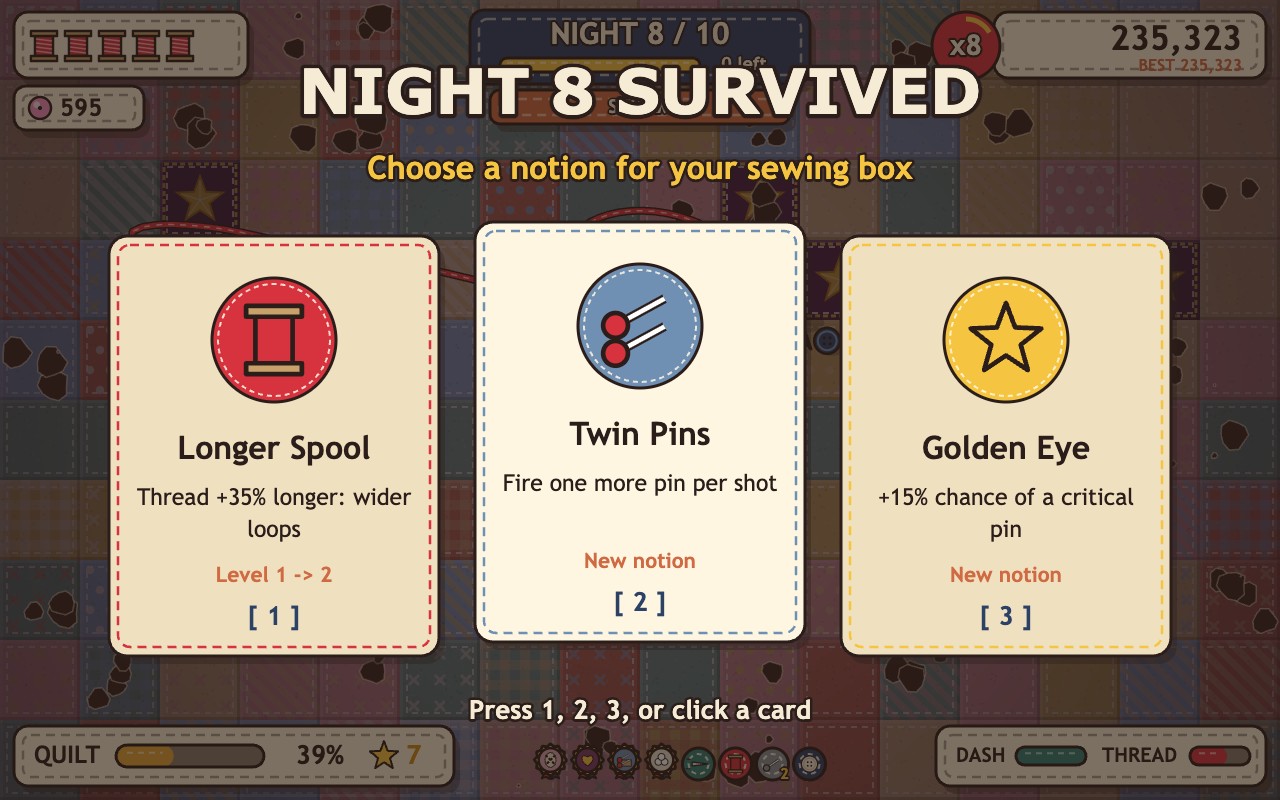 NIGHT 8 / 10
0 left
x8
235,323
BEST 235,323
595
NIGHT 8 SURVIVED
Choose a notion for your sewing box
Longer Spool
Thread +35% longer: wider
loops
Level 1 -> 2
[ 1 ]
Twin Pins
Fire one more pin per shot
New notion
[ 2 ]
Golden Eye
+15% chance of a critical
pin
New notion
[ 3 ]
Press 1, 2, 3, or click a card
QUILT
39%
7
2
DASH
THREAD